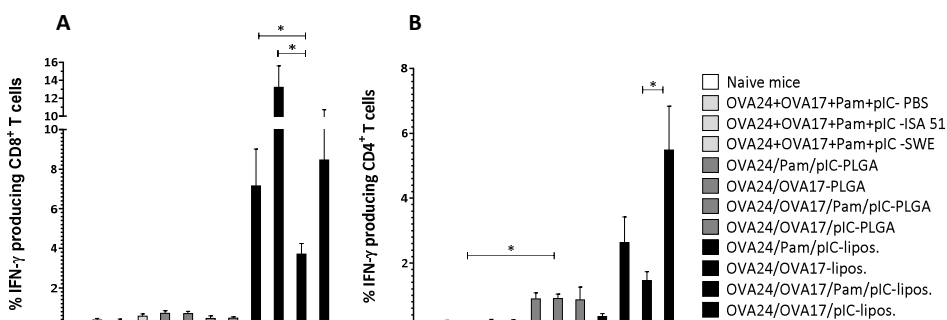 A
B
*
*
% IFN-γ producing CD8+ T cells
16
14
12
10
10
8
6
4
2
% IFN-γ producing CD4+ T cells
8
6
4
2
*
*
Naive mice
OVA24+OVA17+Pam+pIC- PBS
OVA24+OVA17+Pam+pIC -ISA 51
OVA24+OVA17+Pam+pIC -SWE
OVA24/Pam/pIC-PLGA
OVA24/OVA17-PLGA
OVA24/OVA17/Pam/pIC-PLGA
OVA24/OVA17/pIC-PLGA
OVA24/Pam/pIC-lipos.
OVA24/OVA17-lipos.
OVA24/OVA17/Pam/pIC-lipos.
OVA24/OVA17/pIC-lipos.